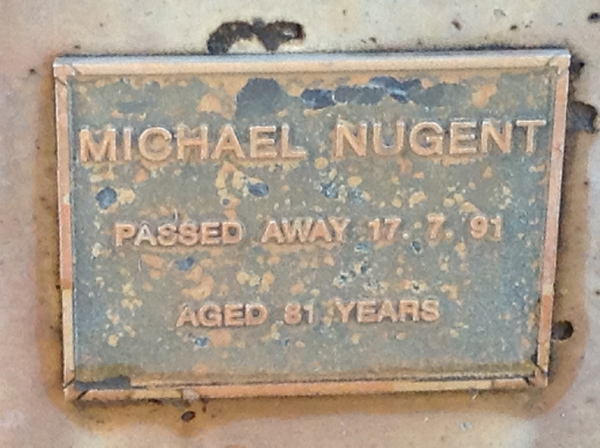 MICHAEL NUGENT
PASSED AWAY 17. 7. 91
AGED 81 YEARS